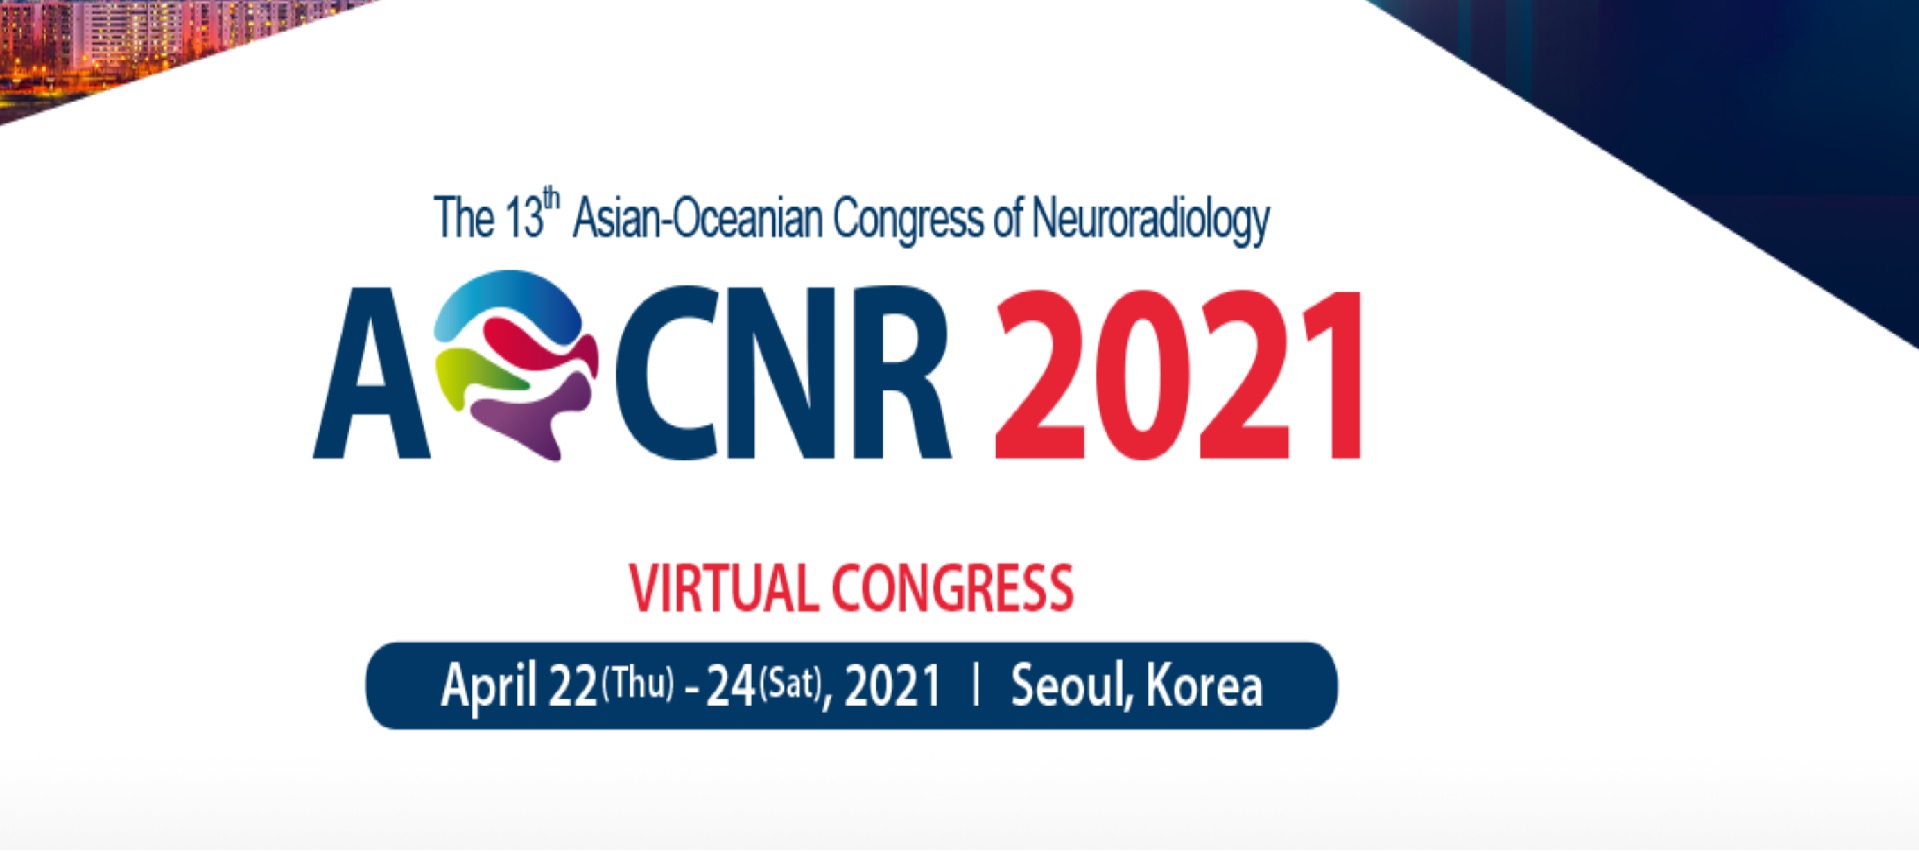 The 13th Asian-Oceanian Congress of Neuroradiology
AOCNR 2021
VIRTUAL CONGRESS
April 22(Thu) - 24(Sat), 2021 | Seoul, Korea